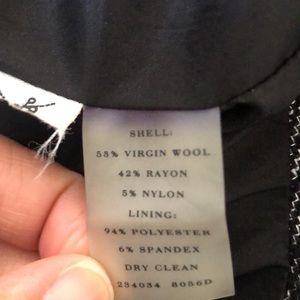 SHELL:
53% VIRGIN WOOL
42% RAYON
5% NYLON
LINING:
94% POLYESTER
6% SPANDEX
DRY CLEAN
234034 8056D